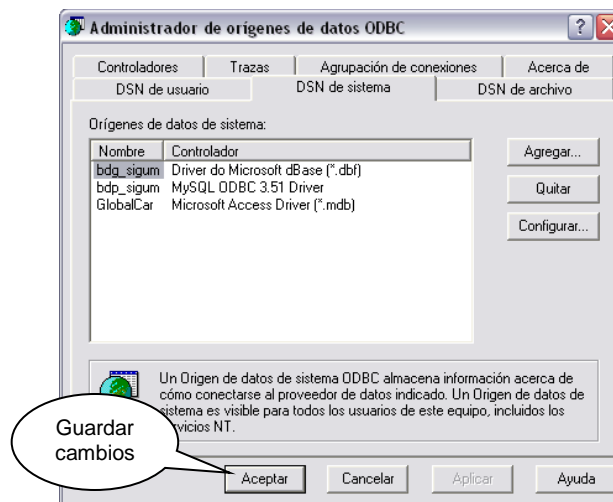 Administrador de orígenes de datos ODBC
Controladores Trazas Agrupación de conexiones Acerca de
DSN de usuario DSN de sistema DSN de archivo
Orígenes de datos de sistema:
Nombre Controlador
bdg_sigum Driver do Microsoft dBase (*.dbf)
bdp_sigum MySQL ODBC 3.51 Driver
GlobalCar Microsoft Access Driver (*.mdb)
Agregar...
Quitar
Configurar...
Un Origen de datos de sistema ODBC almacena información acerca de
cómo conectarse al proveedor de datos indicado. Un Origen de datos de
sistema es visible para todos los usuarios de este equipo, incluidos los
vicios NT.
Guardar
cambios
Aceptar Cancelar Aplicar Ayuda